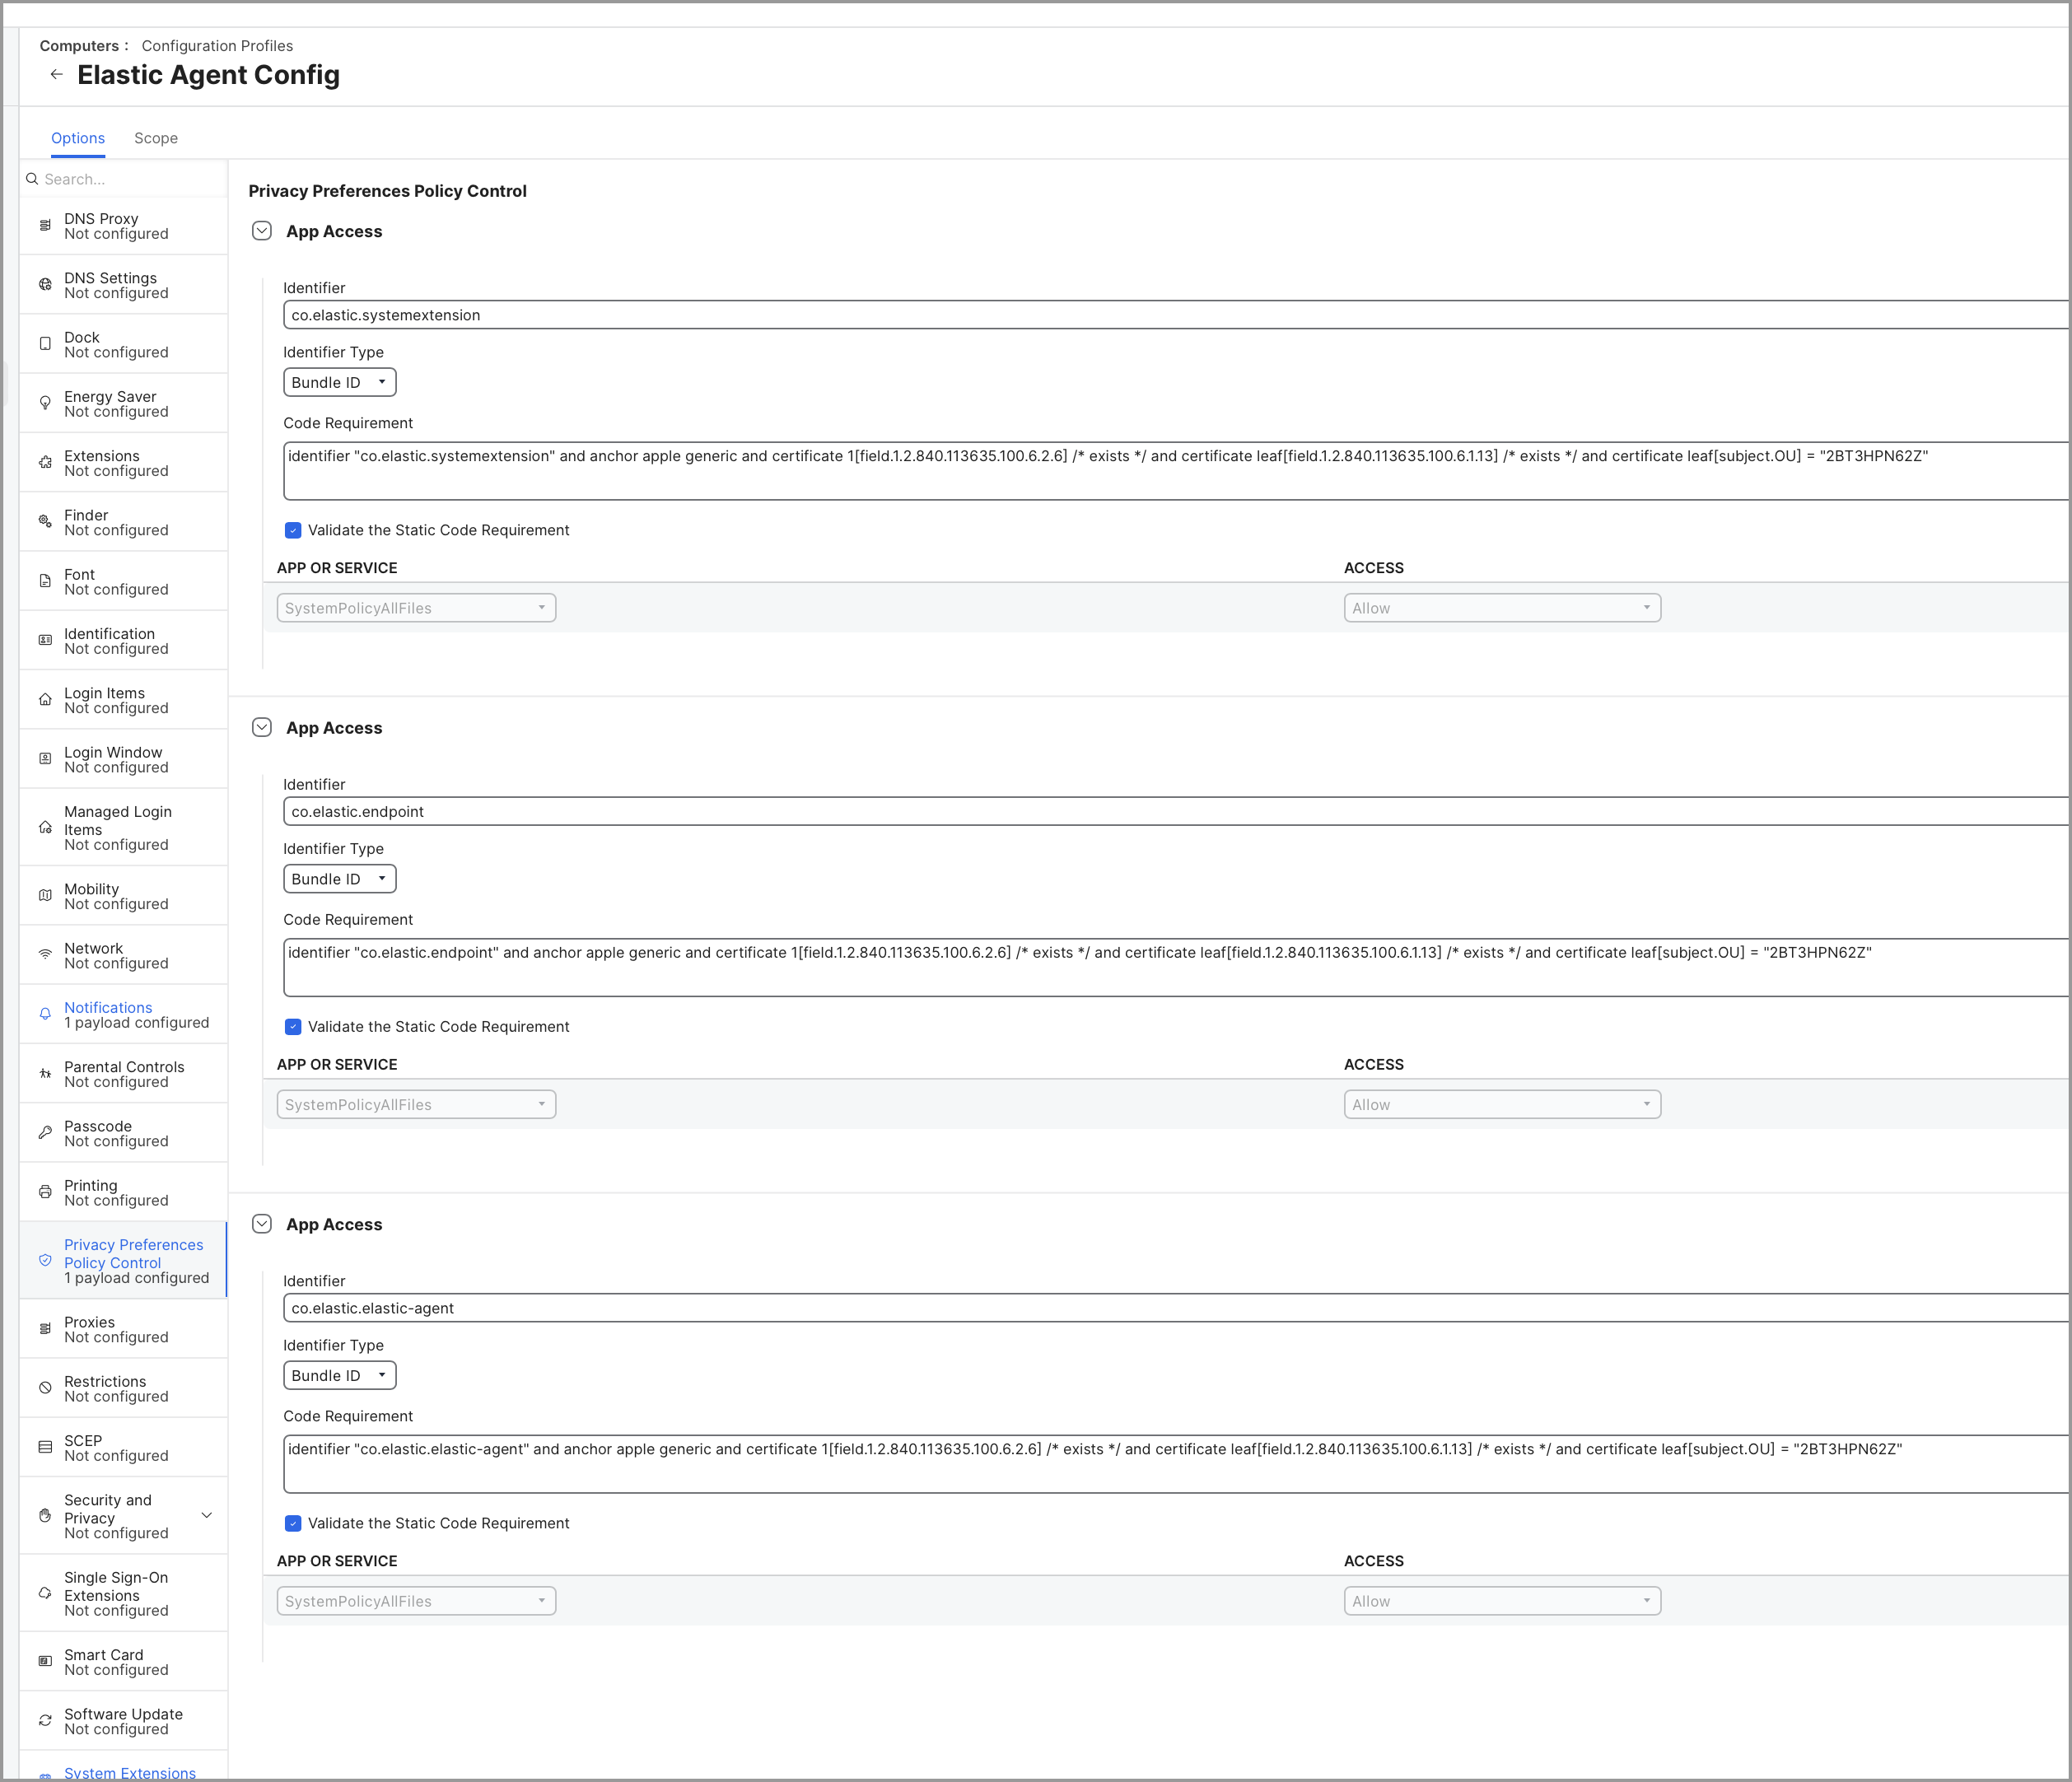 Computers : Configuration Profiles
Elastic Agent Config
Options Scope
Search...
DNS Proxy
Not configured
DNS Settings
Not configured
Dock
Not configured
Energy Saver
Not configured
Extensions
Not configured
Finder
Not configured
Font
Not configured
Identification
Not configured
Login Items
Not configured
Login Window
Not configured
Managed Login
Items
Not configured
Mobility
Not configured
Network
Not configured
Notifications
1 payload configured
Parental Controls
Not configured
Passcode
Not configured
Printing
Not configured
Privacy Preferences
Policy Control
1 payload configured
Proxies
Not configured
Restrictions
Not configured
SCEP
Not configured
Security and
Privacy
Not configured
Single Sign-On
Extensions
Not configured
Smart Card
Not configured
Software Update
Not configured
System Extensions
Privacy Preferences Policy Control
App Access
Identifier
co.elastic.systemextension
Identifier Type
Bundle ID
Code Requirement
identifier "co.elastic.systemextension" and anchor apple generic and certificate 1[field.1.2.840.113635.100.6.2.6] /* exists */ and certificate leaf[field.1.2.840.113635.100.6.1.13] /* exists */ and certificate leaf[subject.OU] = "2BT3HPN62Z"
Validate the Static Code Requirement
APP OR SERVICE ACCESS
SystemPolicyAllFiles Allow
App Access
Identifier
co.elastic.endpoint
Identifier Type
Bundle ID
Code Requirement
identifier "co.elastic.endpoint" and anchor apple generic and certificate 1[field.1.2.840.113635.100.6.2.6] /* exists */ and certificate leaf[field.1.2.840.113635.100.6.1.13] /* exists */ and certificate leaf[subject.OU] = "2BT3HPN62Z"
Validate the Static Code Requirement
APP OR SERVICE ACCESS
SystemPolicyAllFiles Allow
App Access
Identifier
co.elastic.elastic-agent
Identifier Type
Bundle ID
Code Requirement
identifier "co.elastic.elastic-agent" and anchor apple generic and certificate 1[field.1.2.840.113635.100.6.2.6] /* exists */ and certificate leaf[field.1.2.840.113635.100.6.1.13] /* exists */ and certificate leaf[subject.OU] = "2BT3HPN62Z"
Validate the Static Code Requirement
APP OR SERVICE ACCESS
SystemPolicyAllFiles Allow